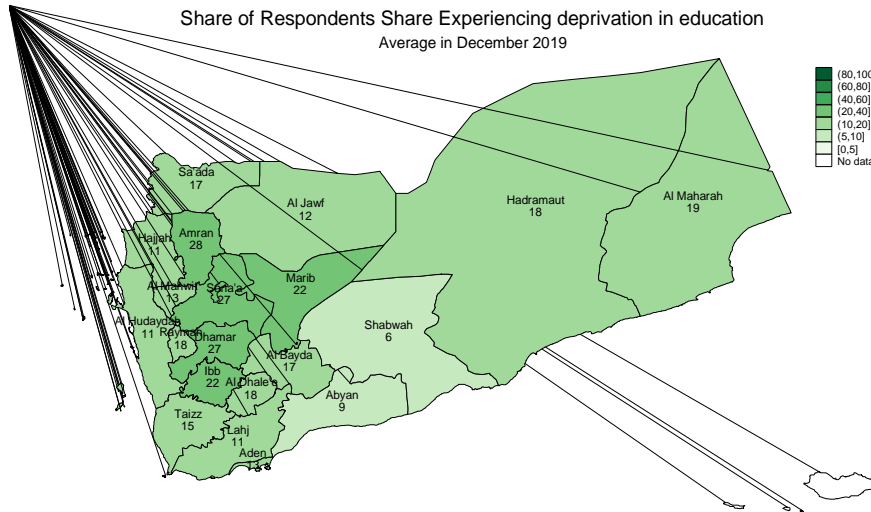 Share of Respondents Share Experiencing deprivation in education
Average in December 2019
(80,100
(60,80]
(40,60]
(20,40]
(10,20]
(5,10]
[0,5]
No data
Sa'ada
17
Al Jawf
12
Hadramaut
18
Al Maharah
19
Amran
28
Hajjah
11
Marib
22
Al Mahwit
13
Sana'a
27
Al Hudaydah
11
Raymah
18
Dhamar
27
Shabwah
6
Al Bayda
17
Ibb
22
Al Dhale'e
18
Abyan
9
Taizz
15
Lahj
11
Aden
13